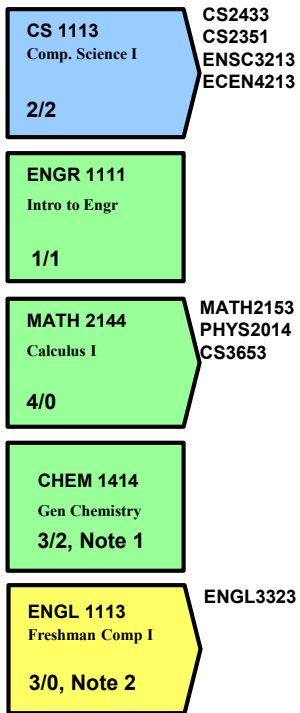 CS 1113
Comp. Science I
2/2
CS2433
CS2351
ENSC3213
ECEN4213
ENGR 1111
Intro to Engr
1/1
MATH 2144
Calculus I
4/0
MATH2153
PHYS2014
CS3653
CHEM 1414
Gen Chemistry
3/2, Note 1
ENGL 1113
Freshman Comp I
3/0, Note 2
ENGL3323